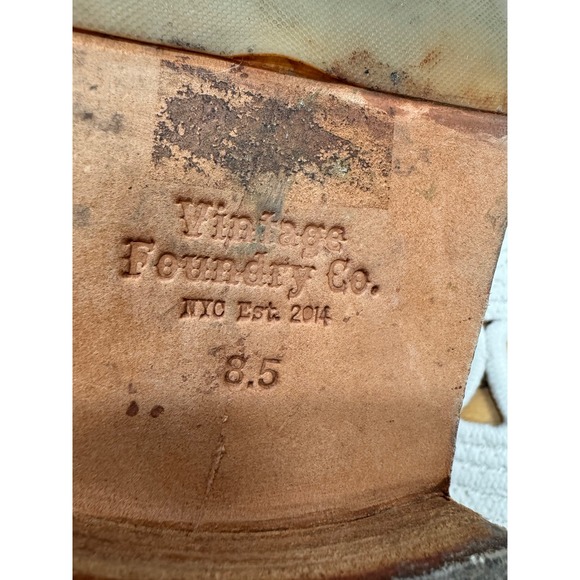 Vintage
Foundry Co.
NYC Est. 2014
8.5